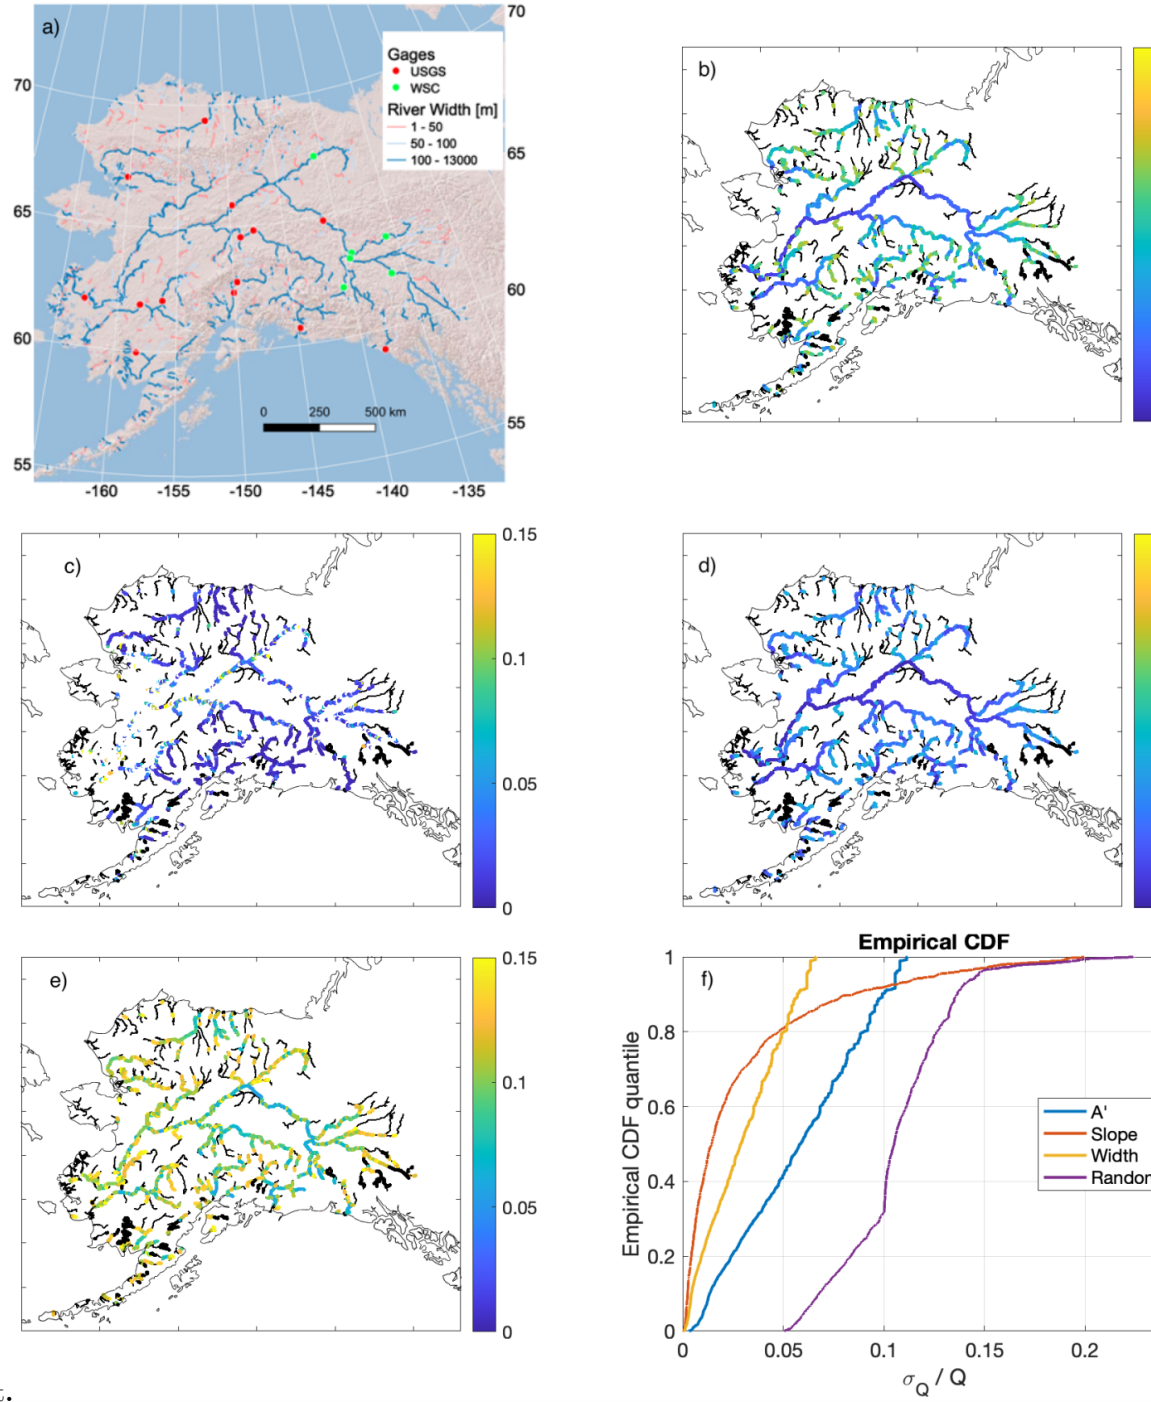 a)
70
Gages
USGS
WSC
River Width [m]
1 - 50
50 - 100
100 - 13000
70
65
65
60
60
0 250 500 km
55
55
-160 -155 -150 -145 -140 -135
b)
c)
0.15
0.1
0.05
0
d)
e)
0.15
0.1
0.05
0
Empirical CDF
f)
1
0.8
0.6
0.4
0.2
0
Empirical CDF quantile
A'
Slope
Width
Random
0 0.05 0.1 0.15 0.2
σQ / Q